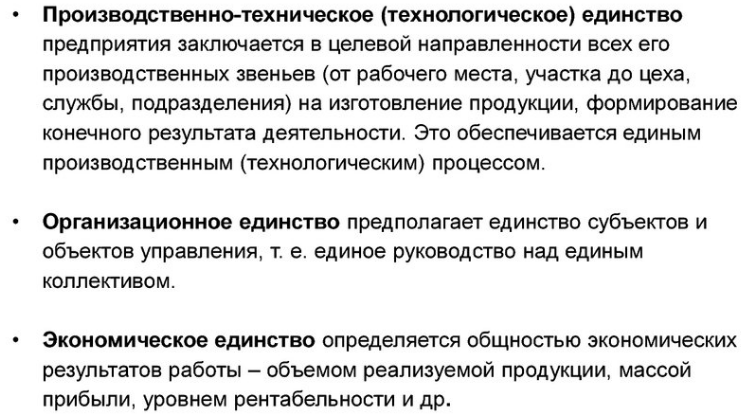 • Производственно-техническое (технологическое) единство
предприятия заключается в целевой направленности всех его
производственных звеньев (от рабочего места, участка до цеха,
службы, подразделения) на изготовление продукции, формирование
конечного результата деятельности. Это обеспечивается единым
производственным (технологическим) процессом.
• Организационное единство предполагает единство субъектов и
объектов управления, т. е. единое руководство над единым
коллективом.
• Экономическое единство определяется общностью экономических
результатов работы – объемом реализуемой продукции, массой
прибыли, уровнем рентабельности и др.